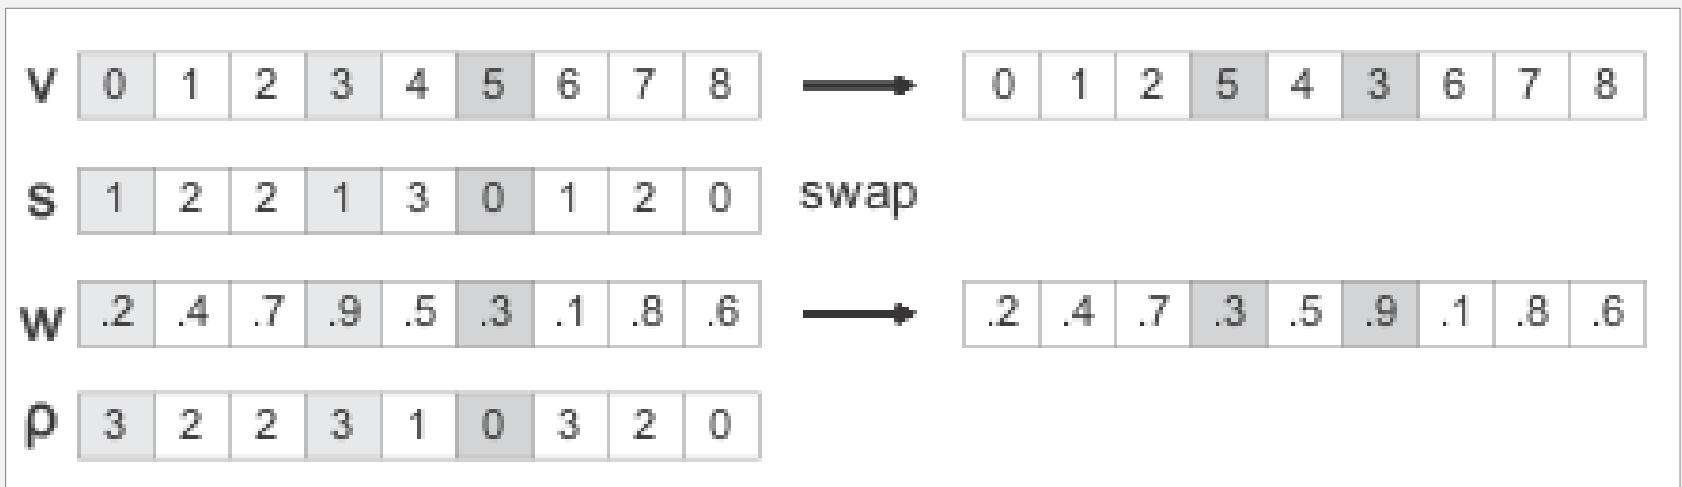 v 0 1 2 3 4 5 6 7 8 0 1 2 5 4 3 6 7 8
s 1 2 2 1 3 0 1 2 0 swap
w .2 .4 .7 .9 .5 .3 .1 .8 .6 .2 .4 .7 .3 .5 .9 .1 .8 .6
ρ 3 2 2 3 1 0 3 2 0